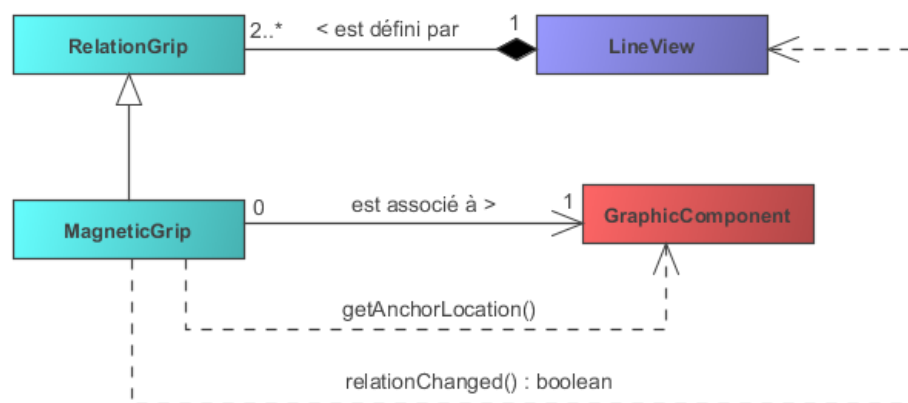 RelationGrip
2..*
< est défini par
1
LineView
MagneticGrip
0
est associé à >
1
GraphicComponent
getAnchorLocation()
relationChanged() : boolean